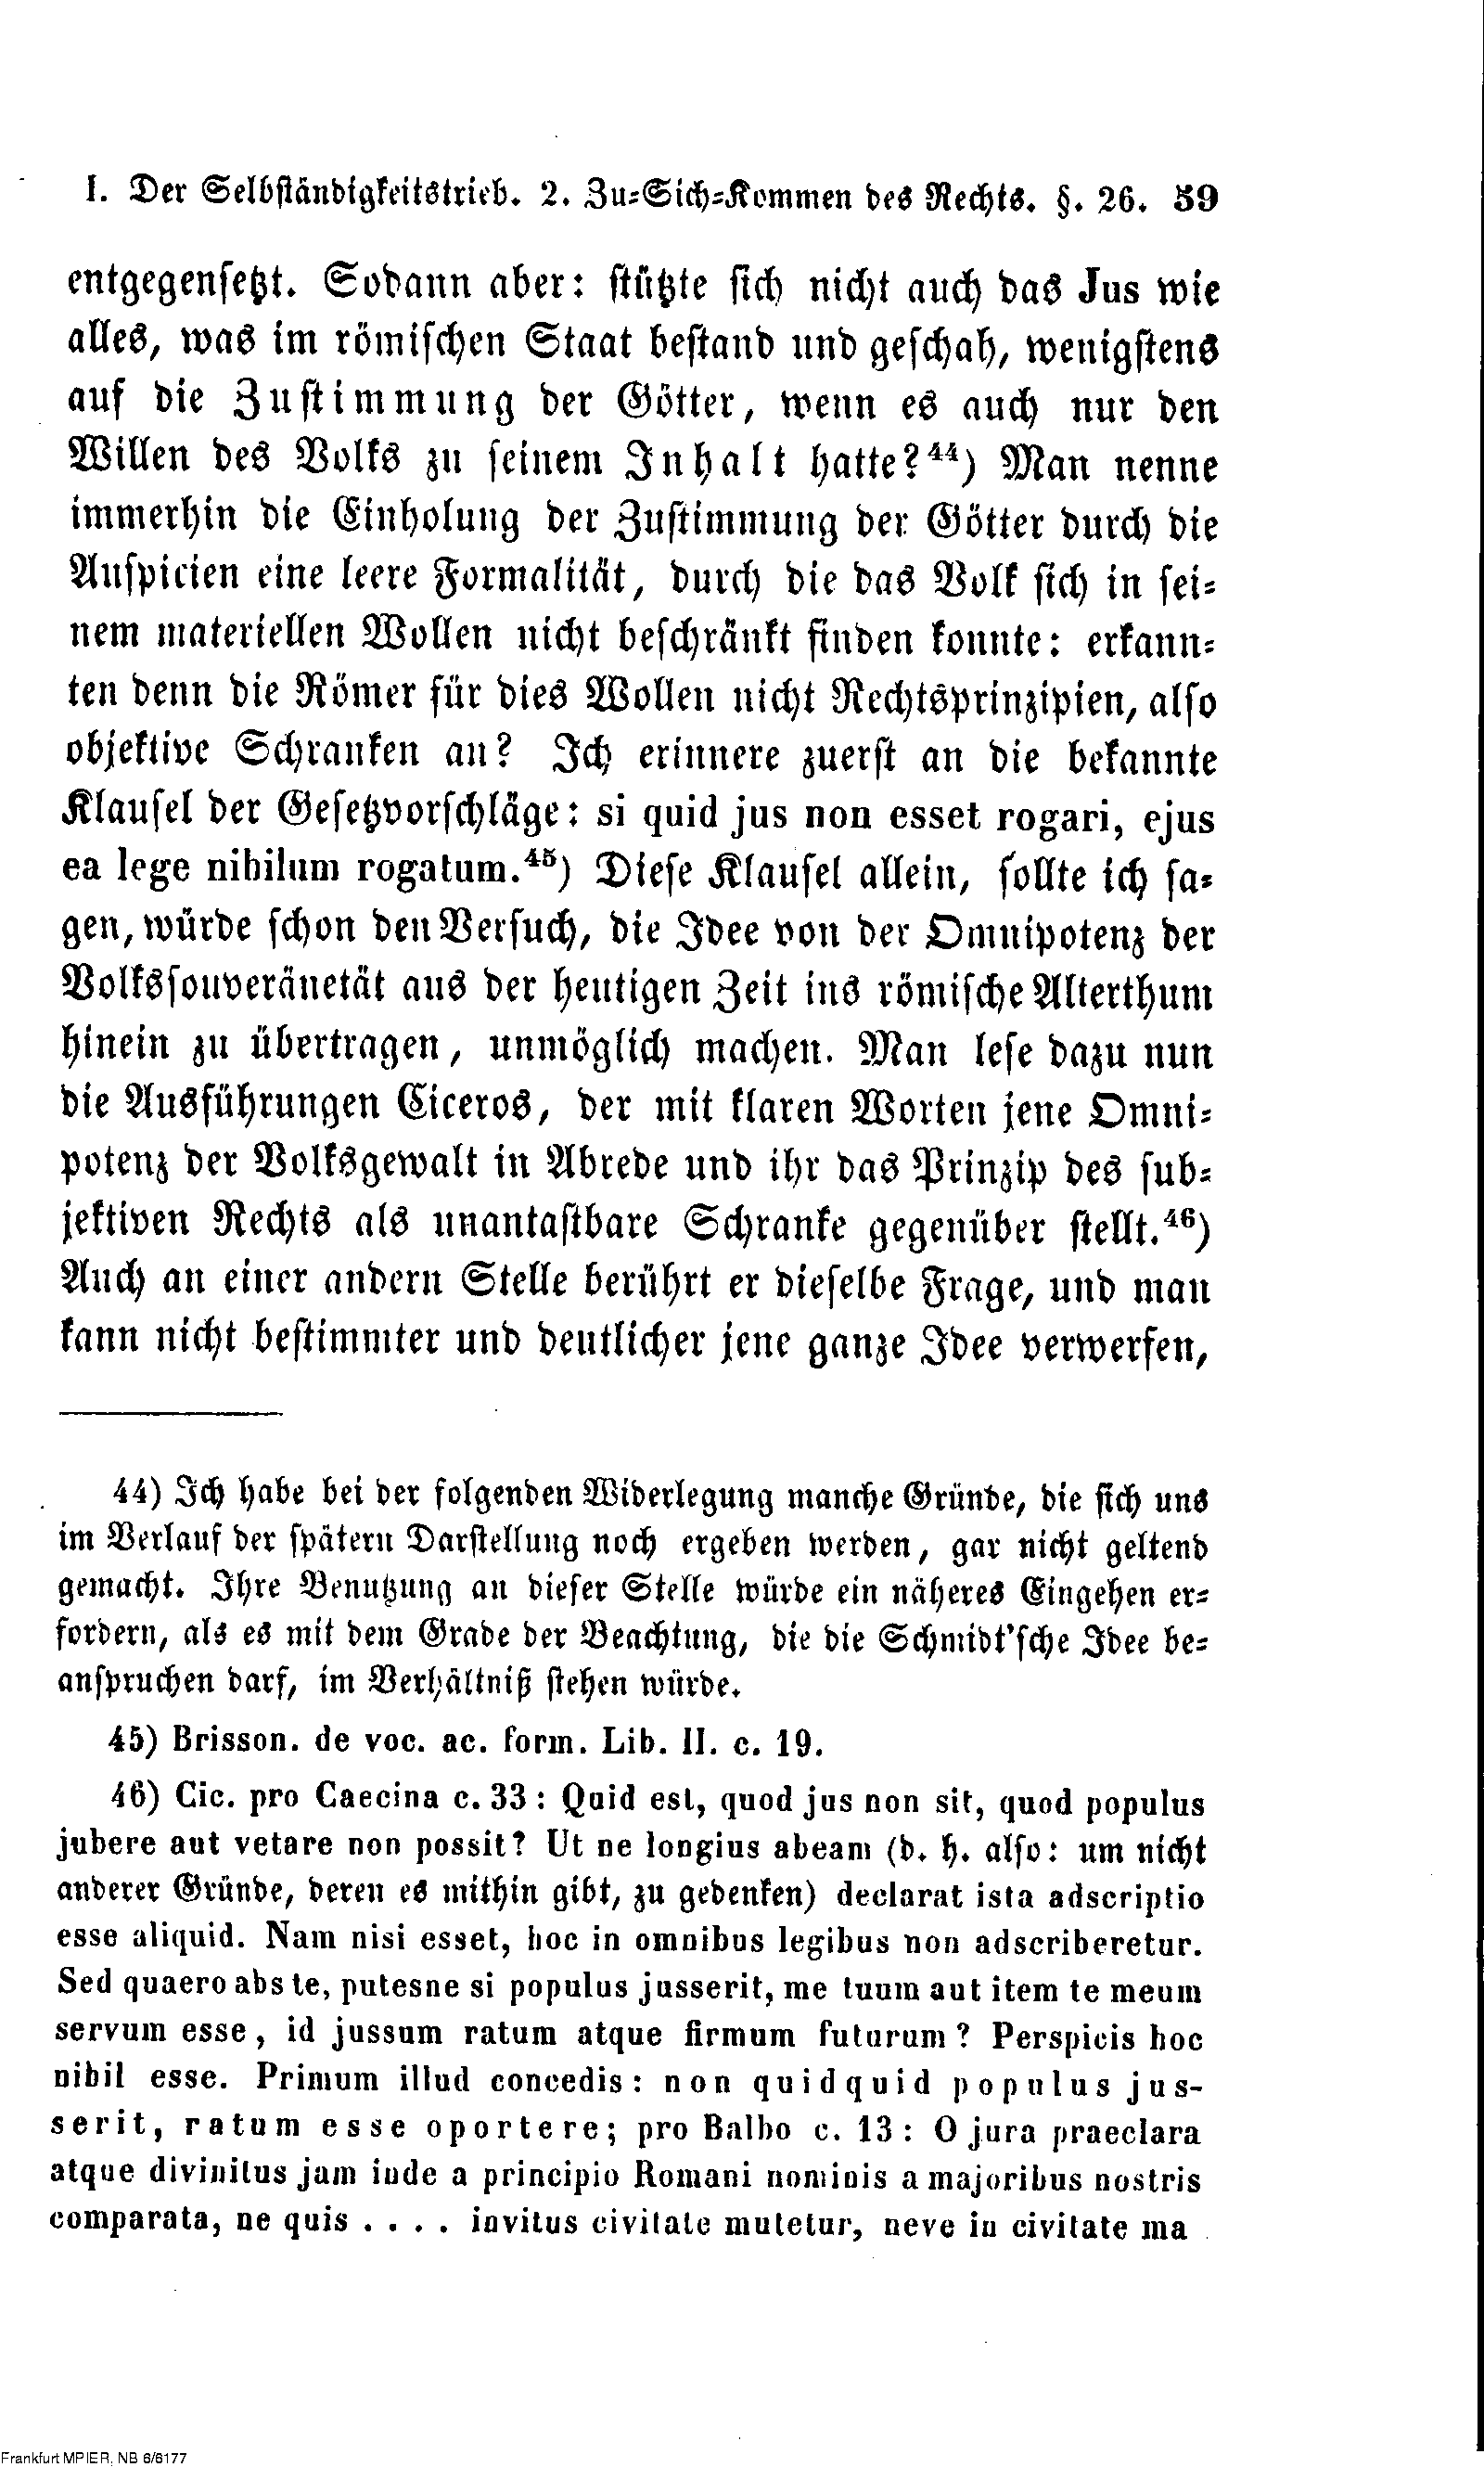 I. Der Selbständigkeitstrieb. 2. Zu-Sich-Kommen des Rechts. §. 26. 59
entgegensetzt. Sodann aber: stützte sich nicht auch das Jus wie
alles, was im römischen Staat bestand und geschah, wenigstens
auf die Zustimmung der Götter, wenn es auch nur den
Willen des Volks zu seinem Inhalt hatte?44) Man nenne
immerhin die Einholung der Zustimmung der Götter durch die
Auspicien eine leere Formalität, durch die das Volk sich in sei-
nem materiellen Wollen nicht beschränkt finden konnte: erkann-
ten denn die Römer für dies Wollen nicht Rechtsprinzipien, also
objektive Schranken an? Ich erinnere zuerst an die bekannte
Klausel der Gesetzvorschläge: si quid jus non esset rogari, ejus
ea lege nihilum rogatum.45) Diese Klausel allein, sollte ich sa-
gen, würde schon den Versuch, die Idee von der Omnipotenz der
Volkssouveränetät aus der heutigen Zeit ins römische Alterthum
hinein zu übertragen, unmöglich machen. Man lese dazu nun
die Ausführungen Ciceros, der mit klaren Worten jene Omni-
potenz der Volksgewalt in Abrede und ihr das Prinzip des sub-
jektiven Rechts als unantastbare Schranke gegenüber stellt.46)
Auch an einer andern Stelle berührt er dieselbe Frage, und man
kann nicht bestimmter und deutlicher jene ganze Idee verwerfen,
44) Ich habe bei der folgenden Widerlegung manche Gründe, die sich uns
im Verlauf der spätern Darstellung noch ergeben werden, gar nicht geltend
gemacht. Ihre Benutzung an dieser Stelle würde ein näheres Eingehen er-
fordern, als es mit dem Grade der Beachtung, die die Schmidt'sche Idee be-
anspruchen darf, im Verhältniß stehen würde.
45) Brisson. de voc. ac. form. Lib. II. c. 19.
46) Cic. pro Caecina c. 33: Quid est, quod jus non sit, quod populus
jubere aut vetare non possit? Ut ne longius abeam (d. h. also: um nicht
anderer Gründe, deren es mithin gibt, zu gedenken) declarat ista adscriptio
esse aliquid. Nam nisi esset, hoc in omnibus legibus non adscriberetur.
Sed quaero abs te, putesne si populus jusserit, me tuum aut item te meum
servum esse, id jussum ratum atque firmum futurum? Perspicis hoc
nihil esse. Primum illud concedis: non quidquid populus jus-
serit, ratum esse oportere; pro Balbo c. 13: O jura praeclara
atque divinitus jam inde a principio Romani nominis a majoribus nostris
comparata, ne quis .... invitus civitate mutetur, neve in civitate ma
Frankfurt MPIER, NB 6/6177